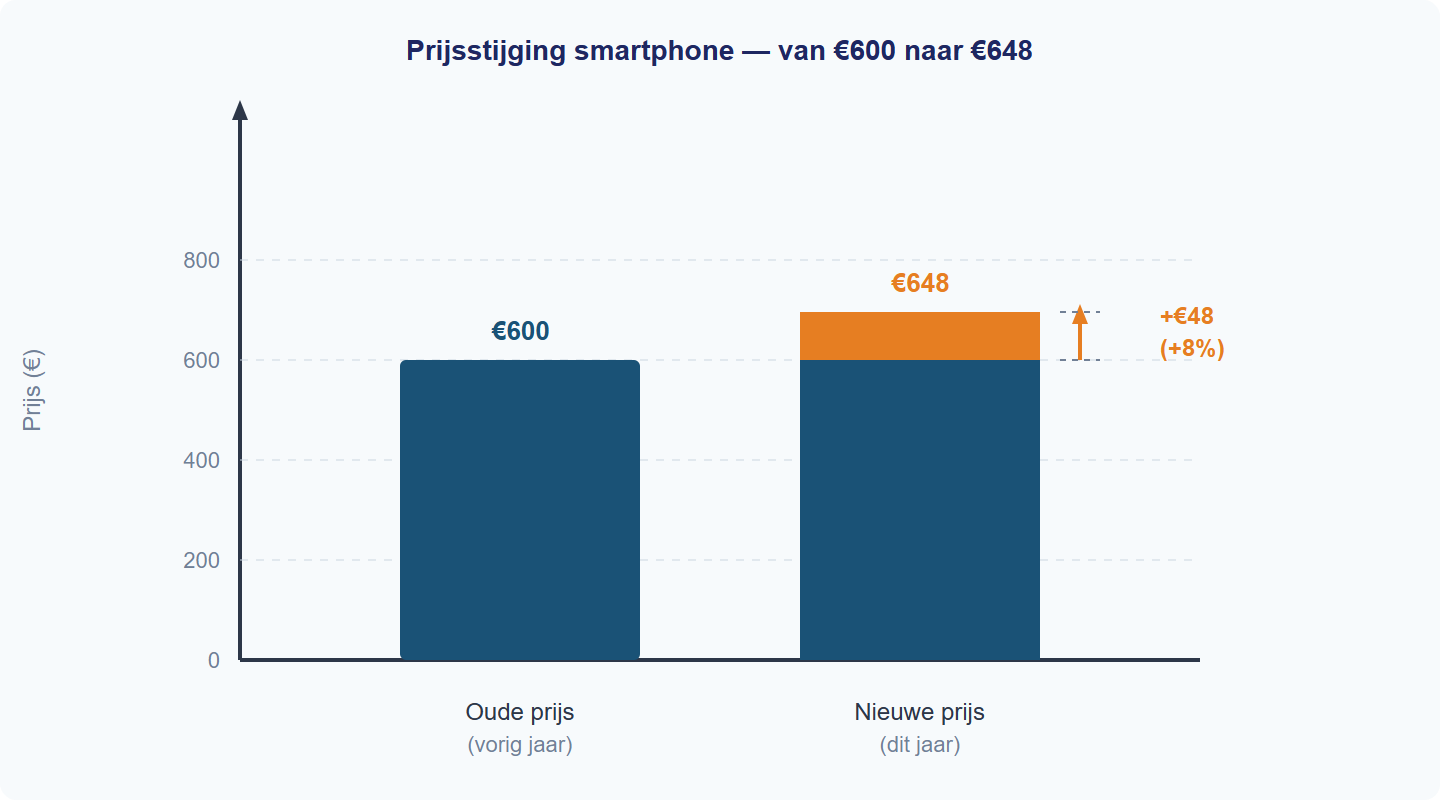 Prijsstijging smartphone — van €600 naar €648
Prijs (€)
800
600
400
200
0
€600
€648
+€48
(+8%)
Oude prijs
(vorig jaar)
Nieuwe prijs
(dit jaar)